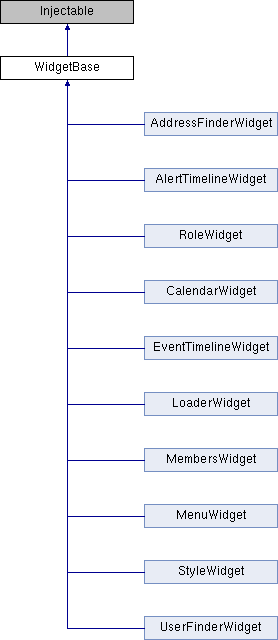 Injectable
WidgetBase
AddressFinderWidget
AlertTimelineWidget
RoleWidget
CalendarWidget
EventTimelineWidget
LoaderWidget
MembersWidget
MenuWidget
StyleWidget
UserFinderWidget